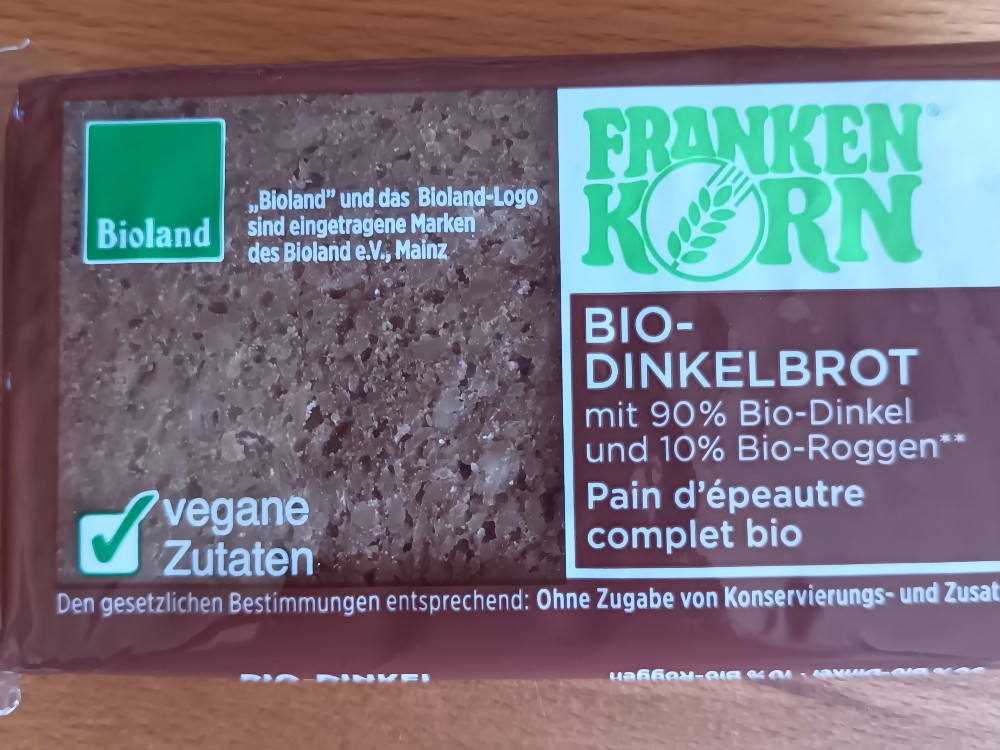 Bioland
„Bioland” und das Bioland-Logo
sind eingetragene Marken
des Bioland e.V., Mainz
FRANKEN
KORN®
BIO-
DINKELBROT
mit 90% Bio-Dinkel
und 10% Bio-Roggen**
Pain d'épeautre
complet bio
vegane
Zutaten
Den gesetzlichen Bestimmungen entsprechend: Ohne Zugabe von Konservierungs- und Zusat